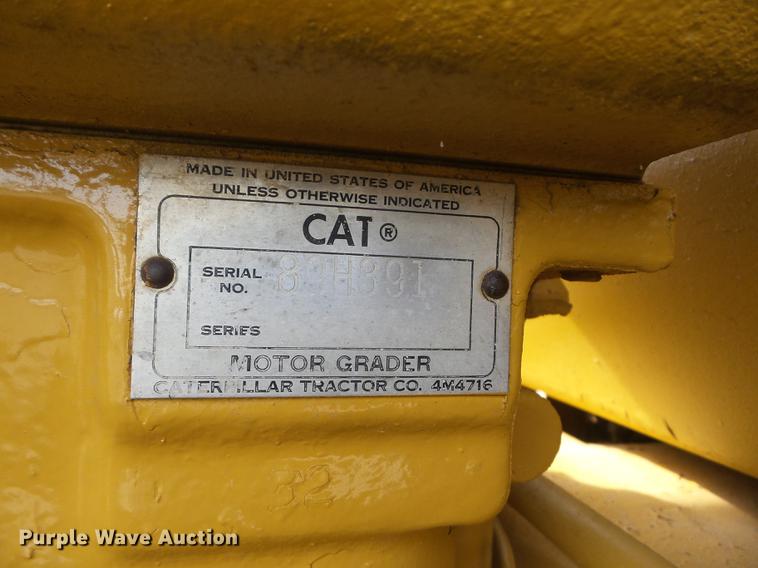 MADE IN UNITED STATES OF AMERICA
UNLESS OTHERWISE INDICATED
CAT®
SERIAL NO.
SERIES
MOTOR GRADER
CATERPILLAR TRACTOR CO. 4M4716
32
Purple Wave Auction